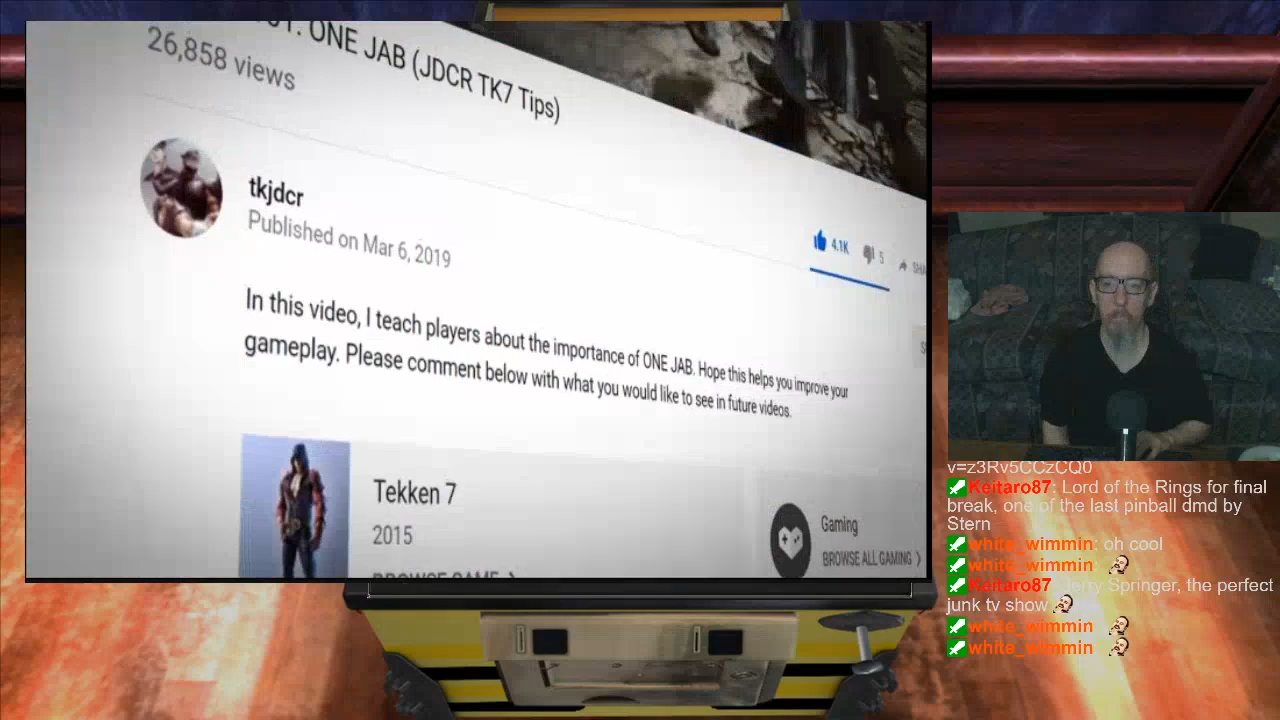 ONE JAB (JDCR TK7 Tips)
26,858 views
tkjdcr
Published on Mar 6, 2019
4.1K
5
In this video, I teach players about the importance of ONE JAB. Hope this helps you improve your
gameplay. Please comment below with what you would like to see in future videos.
Tekken 7
2015
BROWSE GAME
Gaming
BROWSE ALL GAMING
v=z3Rv5CCzCQ0
Keitaro87: Lord of the Rings for final
break, one of the last pinball dmd by
Stern
white_wimmin: oh cool
white_wimmin:
Keitaro87: Jerry Springer, the perfect
junk tv show
white_wimmin:
white_wimmin: